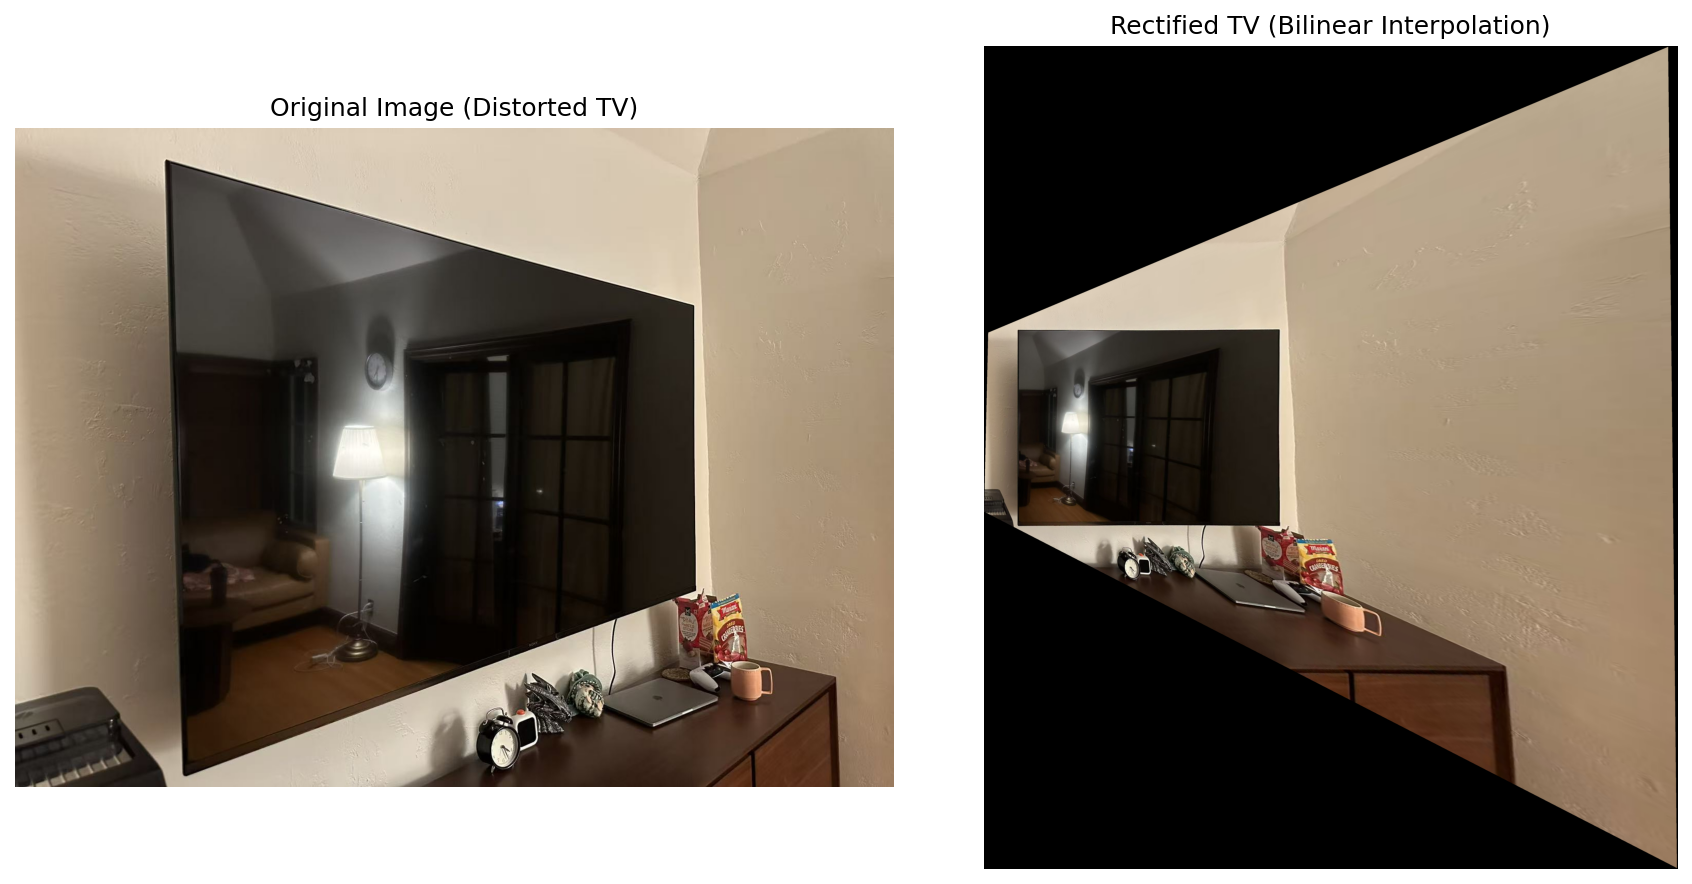 Original Image (Distorted TV)
Rectified TV (Bilinear Interpolation)